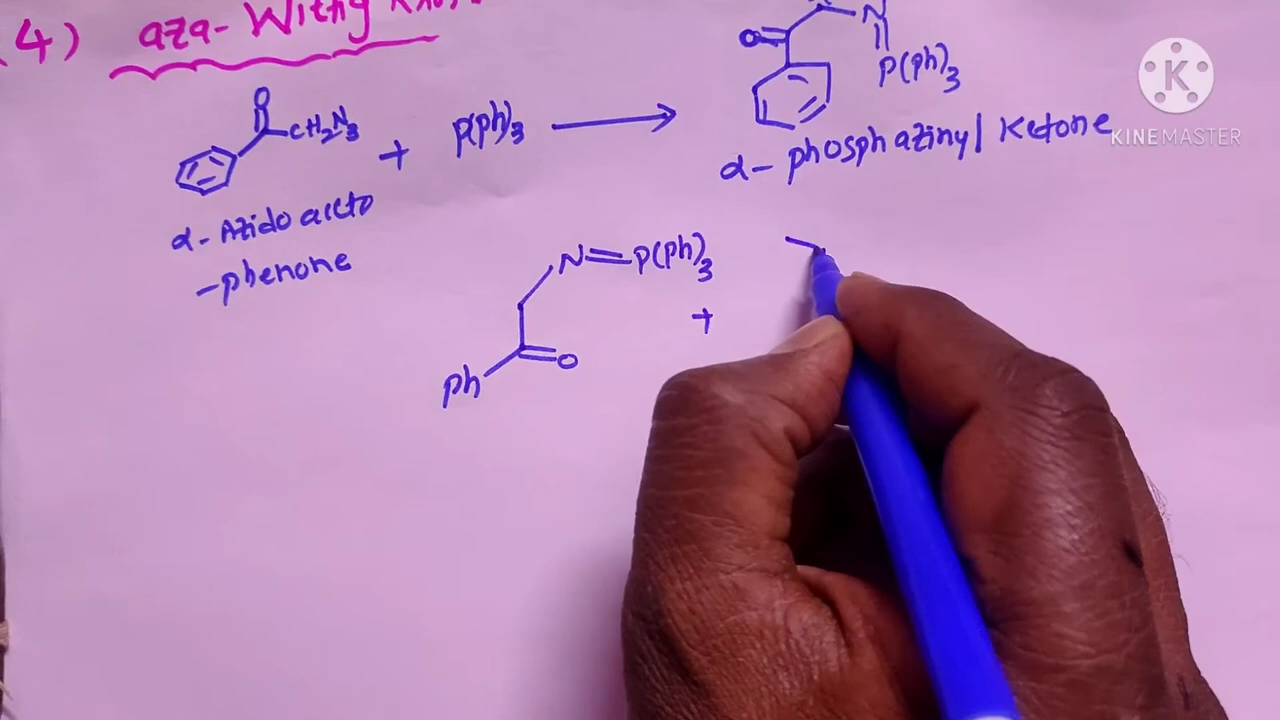 (4) aza- Wittig
O
CH₂N₃
+ P(Ph)₃
O
N
P(Ph)₃
α- phosphazinyl Ketone
α- Azido aceto
-phenone
N=P(Ph)₃
+
Ph
O
K
KINEMASTER